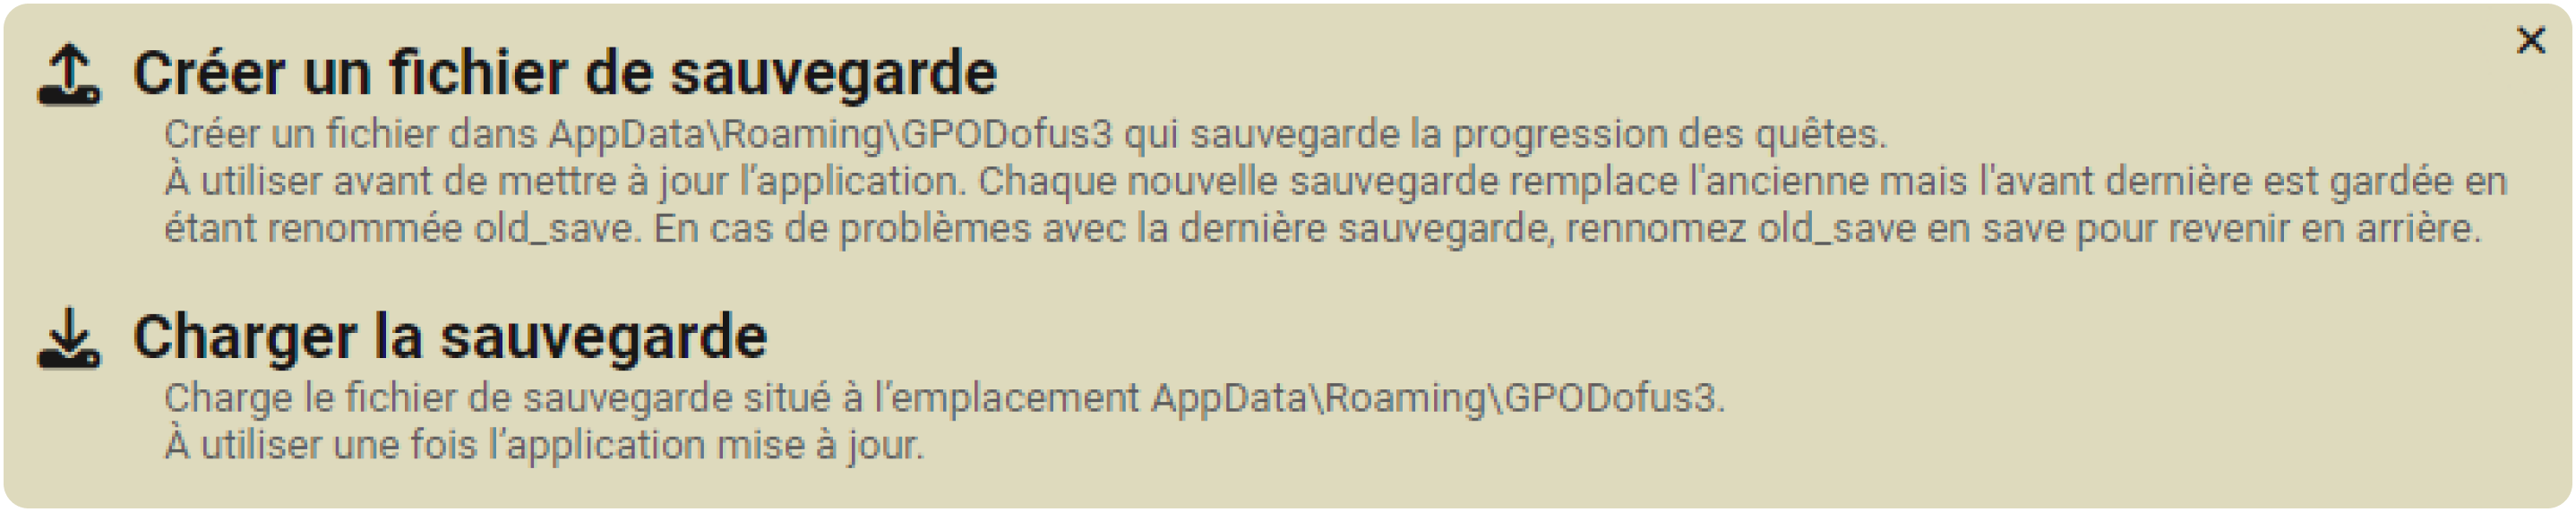 Créer un fichier de sauvegarde
Créer un fichier dans AppData\Roaming\GPODofus3 qui sauvegarde la progression des quêtes.
À utiliser avant de mettre à jour l’application. Chaque nouvelle sauvegarde remplace l'ancienne mais l'avant dernière est gardée en
étant renommée old_save. En cas de problèmes avec la dernière sauvegarde, rennomez old_save en save pour revenir en arrière.
Charger la sauvegarde
Charge le fichier de sauvegarde situé à l’emplacement AppData\Roaming\GPODofus3.
À utiliser une fois l’application mise à jour.